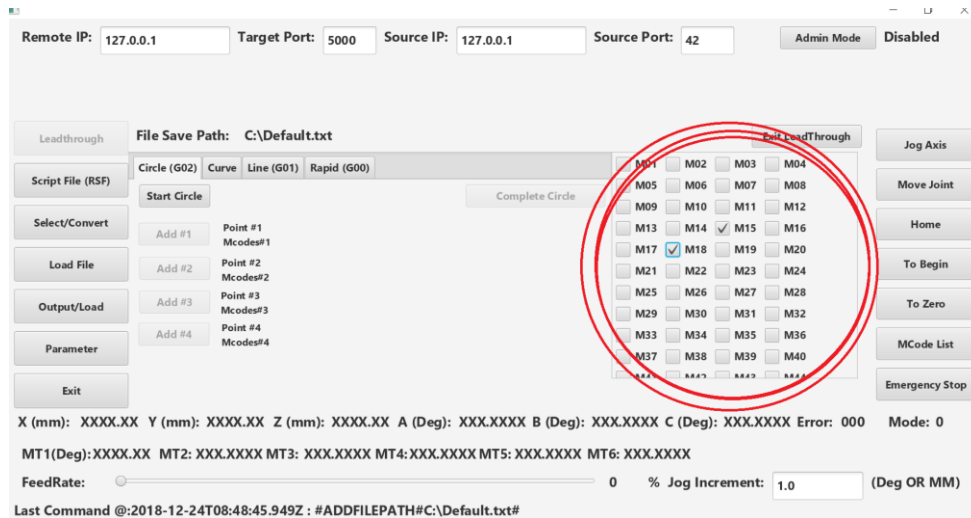 Remote IP: 127.0.0.1 Target Port: 5000 Source IP: 127.0.0.1 Source Port: 42 Admin Mode Disabled
Leadthrough File Save Path: C:\Default.txt Exit LeadThrough Jog Axis
Circle (G02) Curve Line (G01) Rapid (G00) M01 M02 M03 M04
Script File (RSF) Start Circle Complete Circle M05 M06 M07 M08 Move Joint
M09 M10 M11 M12
Select/Convert Add #1 Point #1 M13 M14 M15 M16 Home
Mcodes#1
M17 M18 M19 M20
Load File Add #2 Point #2 M21 M22 M23 M24 To Begin
Mcodes#2
M25 M26 M27 M28
Output/Load Add #3 Point #3 M29 M30 M31 M32 To Zero
Mcodes#3
Add #4 Point #4 M33 M34 M35 M36
Mcodes#4
Parameter M37 M38 M39 M40 MCode List
M41 M42 M43 M44
Exit Emergency Stop
X (mm): XXXX.XX Y (mm): XXXX.XX Z (mm): XXXX.XX A (Deg): XXX.XXXX B (Deg): XXX.XXXX C (Deg): XXX.XXXX Error: 000 Mode: 0
MT1(Deg):XXXX.XX MT2: XXX.XXXX MT3: XXX.XXXX MT4:XXX.XXXX MT5: XXX.XXXX MT6: XXX.XXXX
FeedRate: 0 % Jog Increment: 1.0 (Deg OR MM)
Last Command @:2018-12-24T08:48:45.949Z : #ADDFILEPATH#C:\Default.txt#